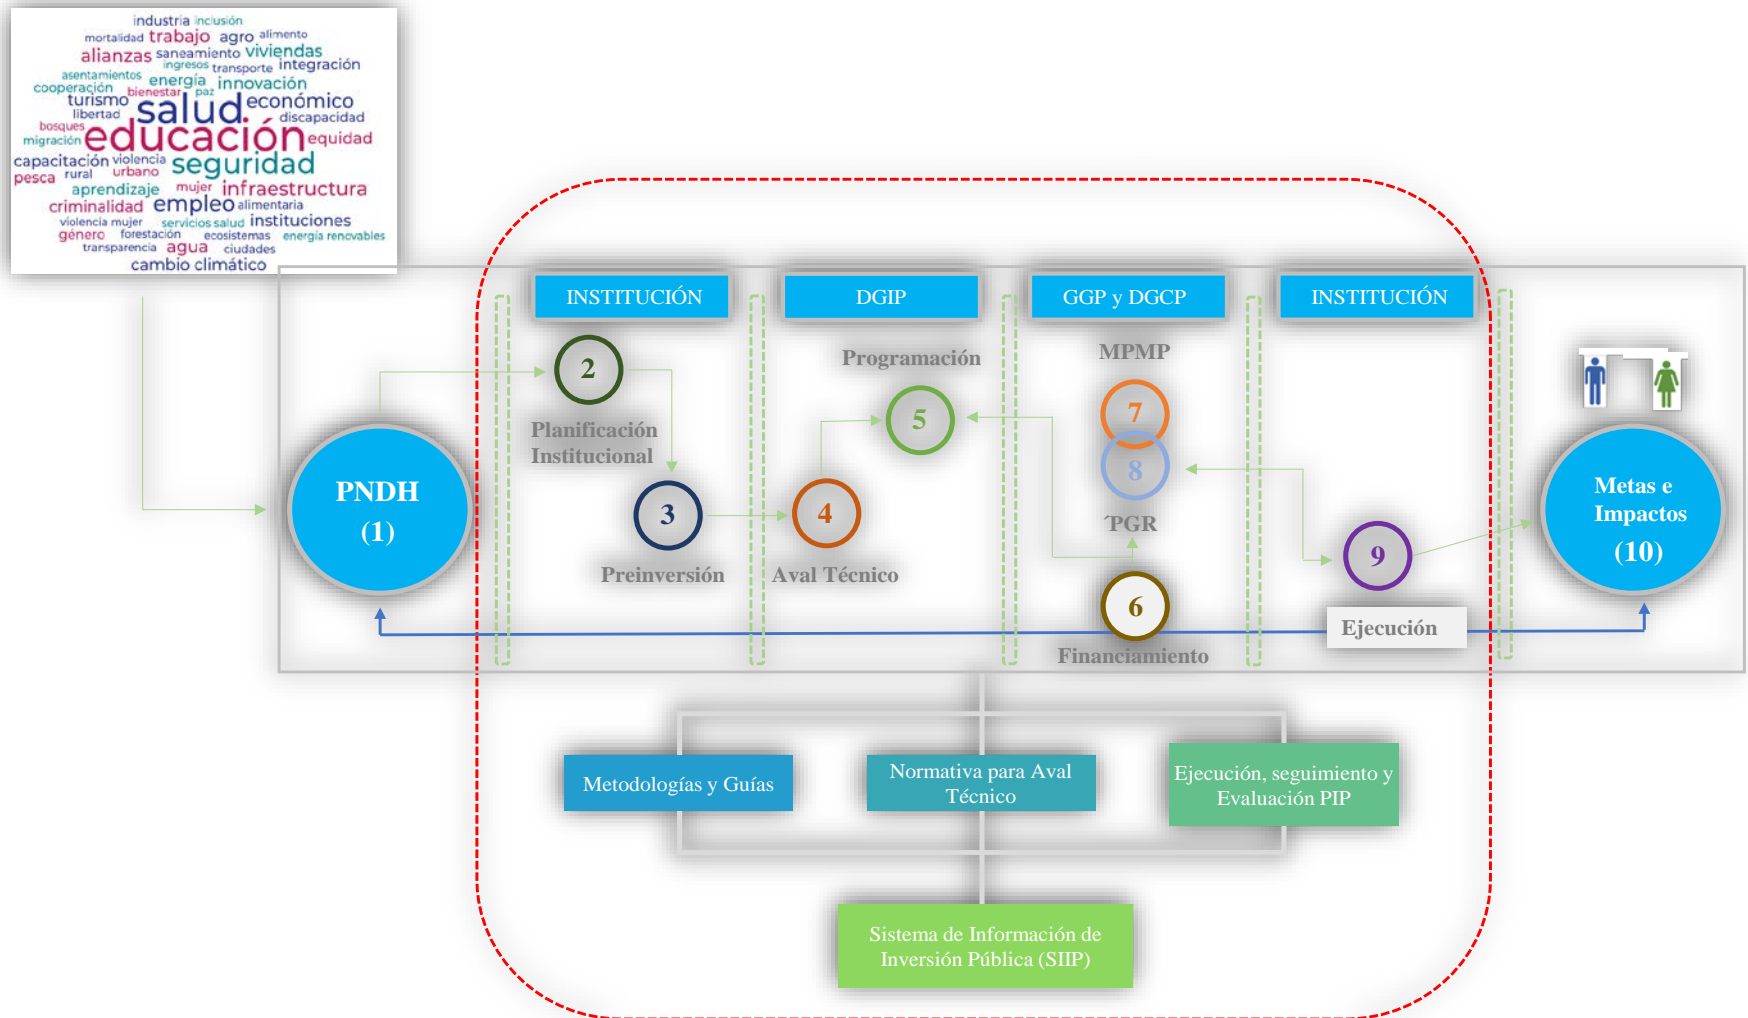 industria inclusión
mortalidad trabajo agro alimento
alianzas saneamiento viviendas
ingresos transporte integración
asentamientos energía innovación
cooperación bienestar paz
turismo salud económico
libertad discapacidad
bosques educación equidad
migración
capacitación violencia seguridad
pesca rural urbano
aprendizaje mujer infraestructura
criminalidad empleo alimentaria
violencia mujer servicios salud instituciones
género forestación ecosistemas energía renovables
transparencia agua ciudades
cambio climático
INSTITUCIÓN
DGIP
GGP y DGCP
INSTITUCIÓN
PNDH
(1)
2
Planificación
Institucional
3
Preinversión
4
Aval Técnico
Programación
5
MPMP
7
8
´PGR
6
Financiamiento
9
Ejecución
Metas e
Impactos
(10)
Metodologías y Guías
Normativa para Aval
Técnico
Ejecución, seguimiento y
Evaluación PIP
Sistema de Información de
Inversión Pública (SIIP)